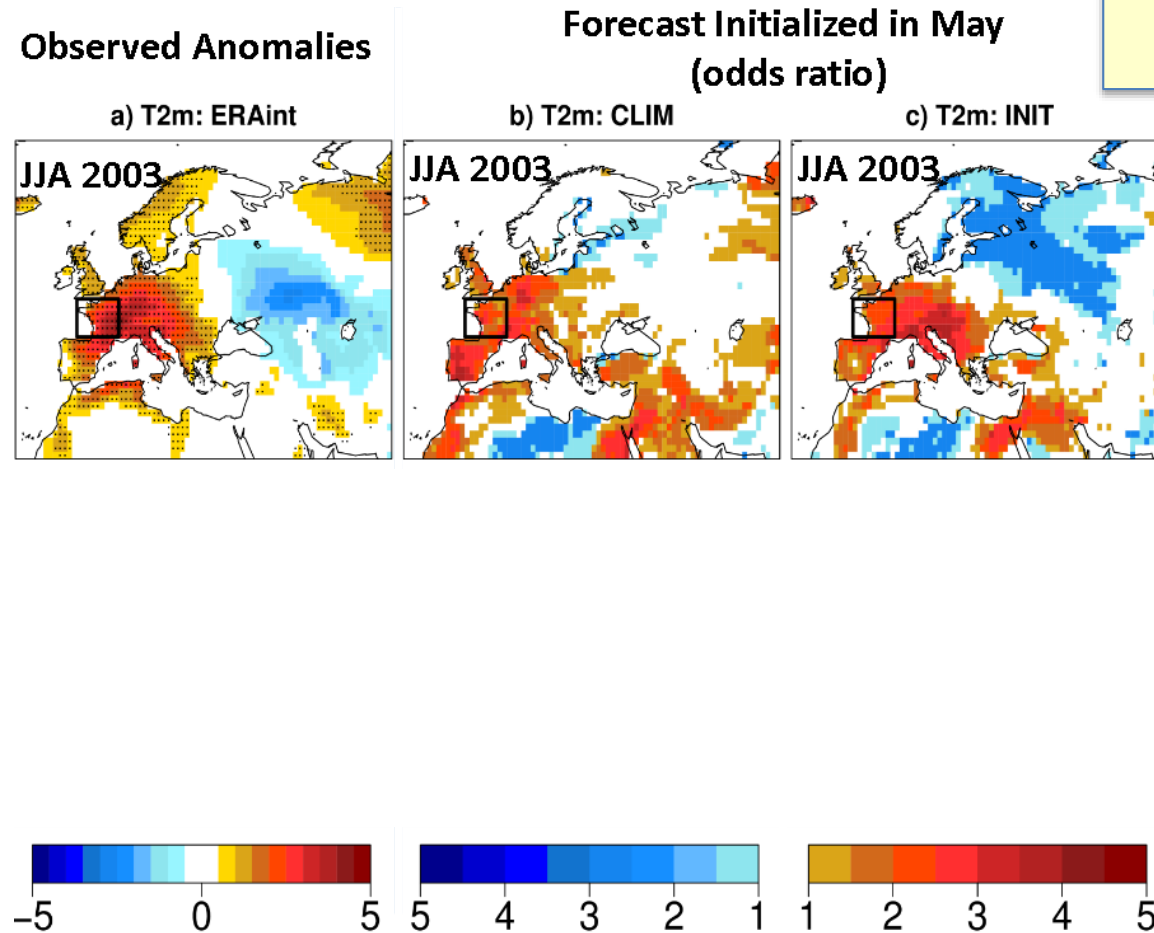 Observed Anomalies
Forecast Initialized in May
(odds ratio)
a) T2m: ERAint
b) T2m: CLIM
c) T2m: INIT
JJA 2003
JJA 2003
JJA 2003
−5 0 5
5 4 3 2 1
1 2 3 4 5